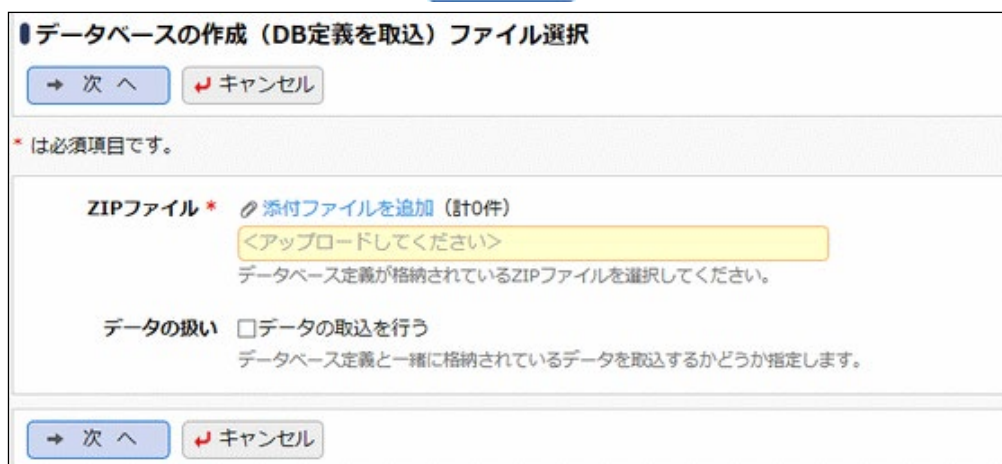 データベースの作成（DB定義を取込）ファイル選択
次 へ キャンセル
* は必須項目です。
ZIPファイル * 添付ファイルを追加 (計0件)
<アップロードしてください>
データベース定義が格納されているZIPファイルを選択してください。
データの扱い データの取込を行う
データベース定義と一緒に格納されているデータを取込するかどうか指定します。
次 へ キャンセル